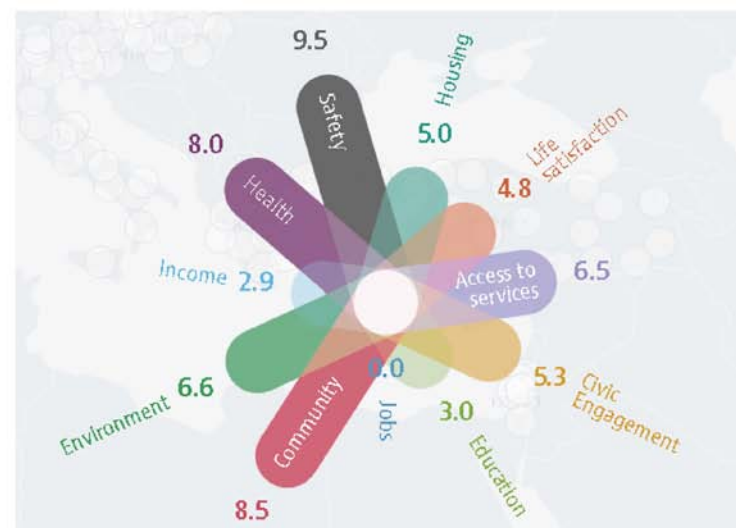 9.5
Safety
Housing
5.0
8.0
Health
Life
satisfaction
4.8
Income 2.9
Access to
services
6.5
Environment 6.6
Community
8.5
0.0
Jobs
3.0
Education
5.3
Civic
Engagement